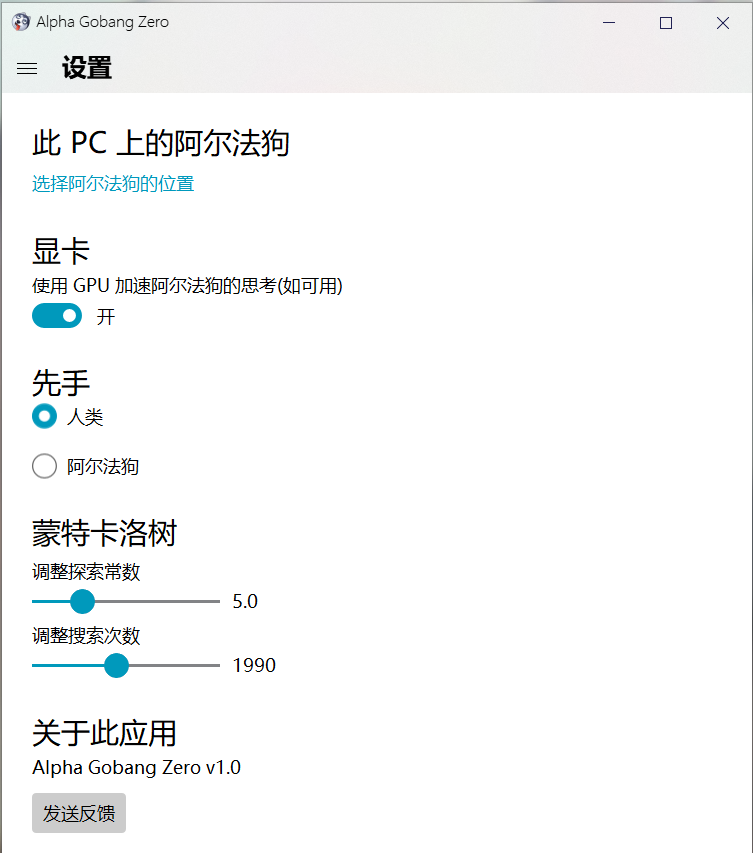 Alpha Gobang Zero
设置
此 PC 上的阿尔法狗
选择阿尔法狗的位置
显卡
使用 GPU 加速阿尔法狗的思考(如可用)
开
先手
人类
阿尔法狗
蒙特卡洛树
调整探索常数
5.0
调整搜索次数
1990
关于此应用
Alpha Gobang Zero v1.0
发送反馈